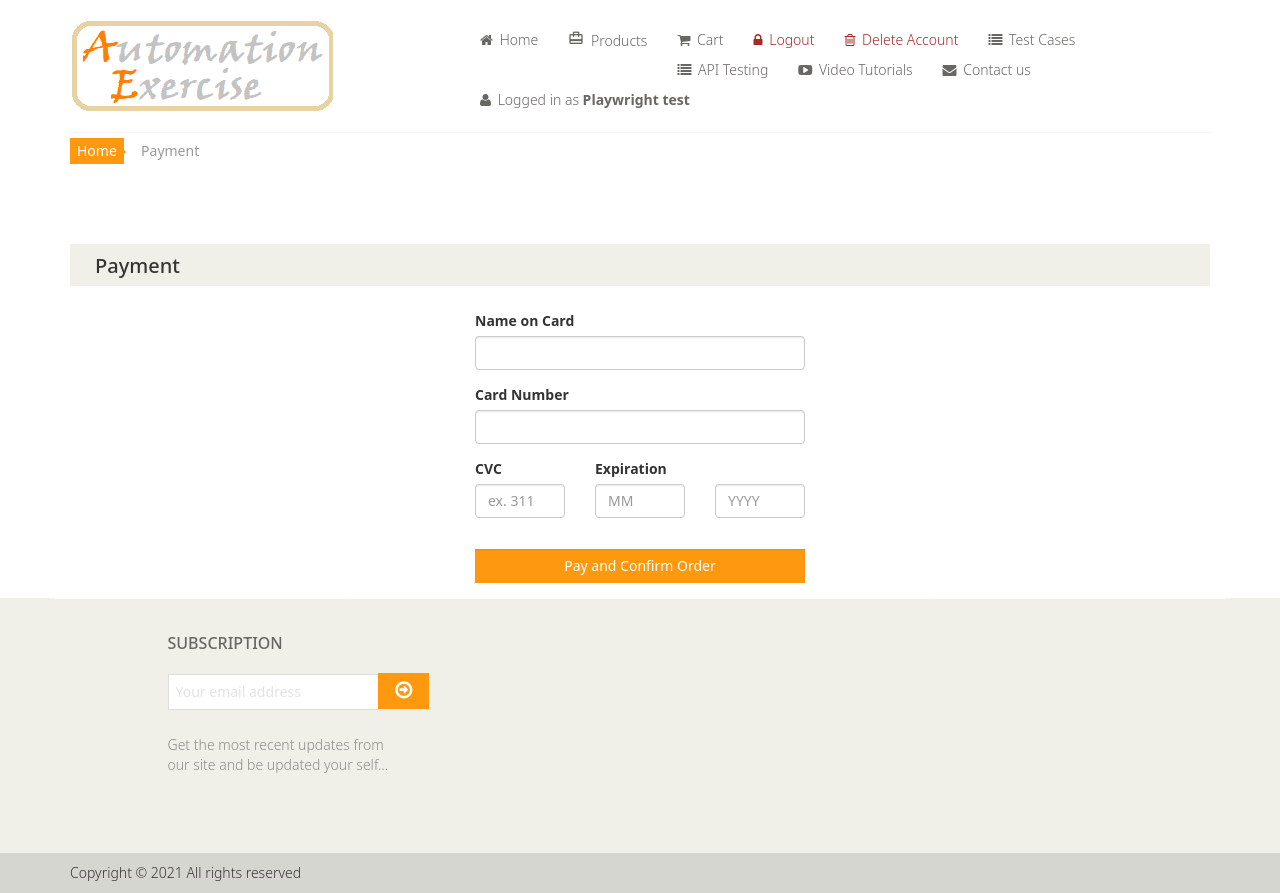 Automation
Exercise
Home
Products
Cart
Logout
Delete Account
Test Cases
API Testing
Video Tutorials
Contact us
Logged in as Playwright test
Home
Payment
Payment
Name on Card
Card Number
CVC
Expiration
ex. 311
MM
YYYY
Pay and Confirm Order
SUBSCRIPTION
Your email address
Get the most recent updates from
our site and be updated your self...
Copyright © 2021 All rights reserved